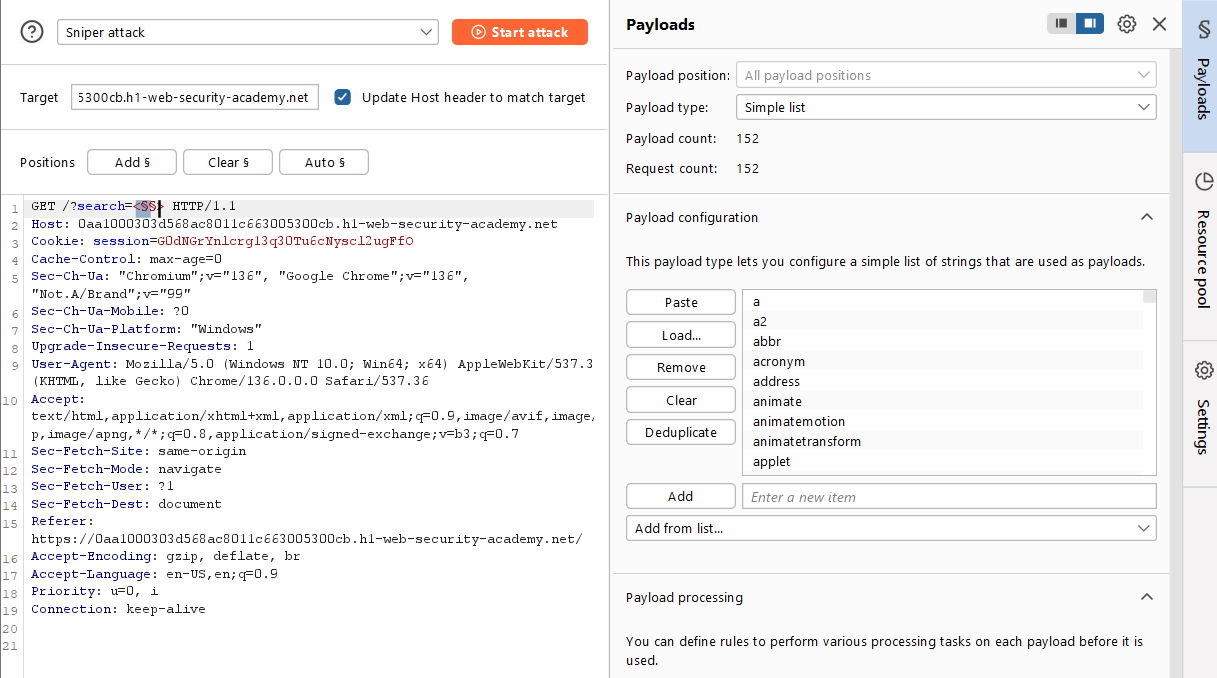 Sniper attack
Start attack
Target
5300cb.h1-web-security-academy.net
Update Host header to match target
Positions
Add §
Clear §
Auto §
1 GET /?search=<§§> HTTP/1.1
2 Host: 0aa1000303d568ac8011c663005300cb.h1-web-security-academy.net
3 Cookie: session=G0dNGrYnlcrg13q30Tu6cNyscl2ugFfO
4 Cache-Control: max-age=0
5 Sec-Ch-Ua: "Chromium";v="136", "Google Chrome";v="136",
"Not.A/Brand";v="99"
6 Sec-Ch-Ua-Mobile: ?0
7 Sec-Ch-Ua-Platform: "Windows"
8 Upgrade-Insecure-Requests: 1
9 User-Agent: Mozilla/5.0 (Windows NT 10.0; Win64; x64) AppleWebKit/537.3
(KHTML, like Gecko) Chrome/136.0.0.0 Safari/537.36
10 Accept:
text/html,application/xhtml+xml,application/xml;q=0.9,image/avif,image,
p,image/apng,*/*;q=0.8,application/signed-exchange;v=b3;q=0.7
11 Sec-Fetch-Site: same-origin
12 Sec-Fetch-Mode: navigate
13 Sec-Fetch-User: ?1
14 Sec-Fetch-Dest: document
15 Referer:
https://0aa1000303d568ac8011c663005300cb.h1-web-security-academy.net/
16 Accept-Encoding: gzip, deflate, br
17 Accept-Language: en-US,en;q=0.9
18 Priority: u=0, i
19 Connection: keep-alive
20
21
Payloads
Payload position: All payload positions
Payload type: Simple list
Payload count: 152
Request count: 152
Payload configuration
This payload type lets you configure a simple list of strings that are used as payloads.
Paste
Load...
Remove
Clear
Deduplicate
a
a2
abbr
acronym
address
animate
animatemotion
animatetransform
applet
Add
Enter a new item
Add from list...
Payload processing
You can define rules to perform various processing tasks on each payload before it is
used.
§ Payloads
Resource pool
Settings